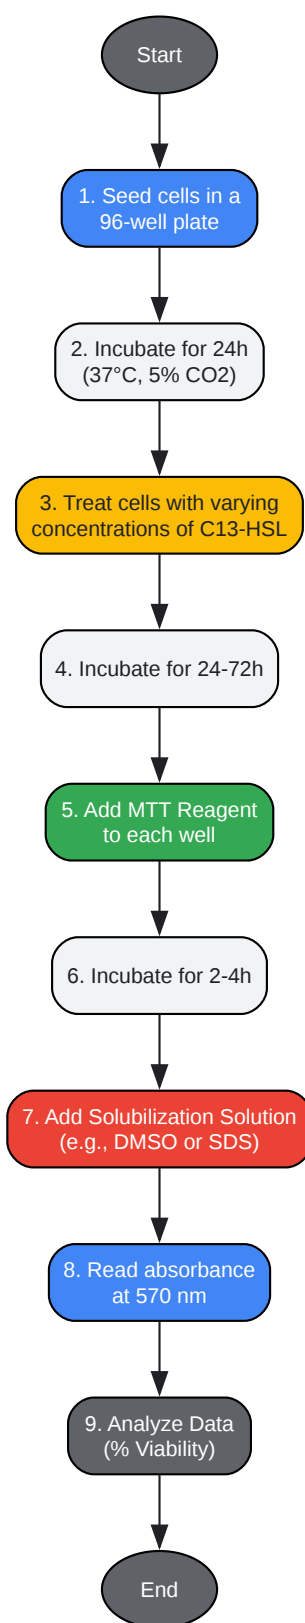 Start
1. Seed cells in a
96-well plate
2. Incubate for 24h
(37°C, 5% CO2)
3. Treat cells with varying
concentrations of C13-HSL
4. Incubate for 24-72h
5. Add MTT Reagent
to each well
6. Incubate for 2-4h
7. Add Solubilization Solution
(e.g., DMSO or SDS)
8. Read absorbance
at 570 nm
9. Analyze Data
(% Viability)
End